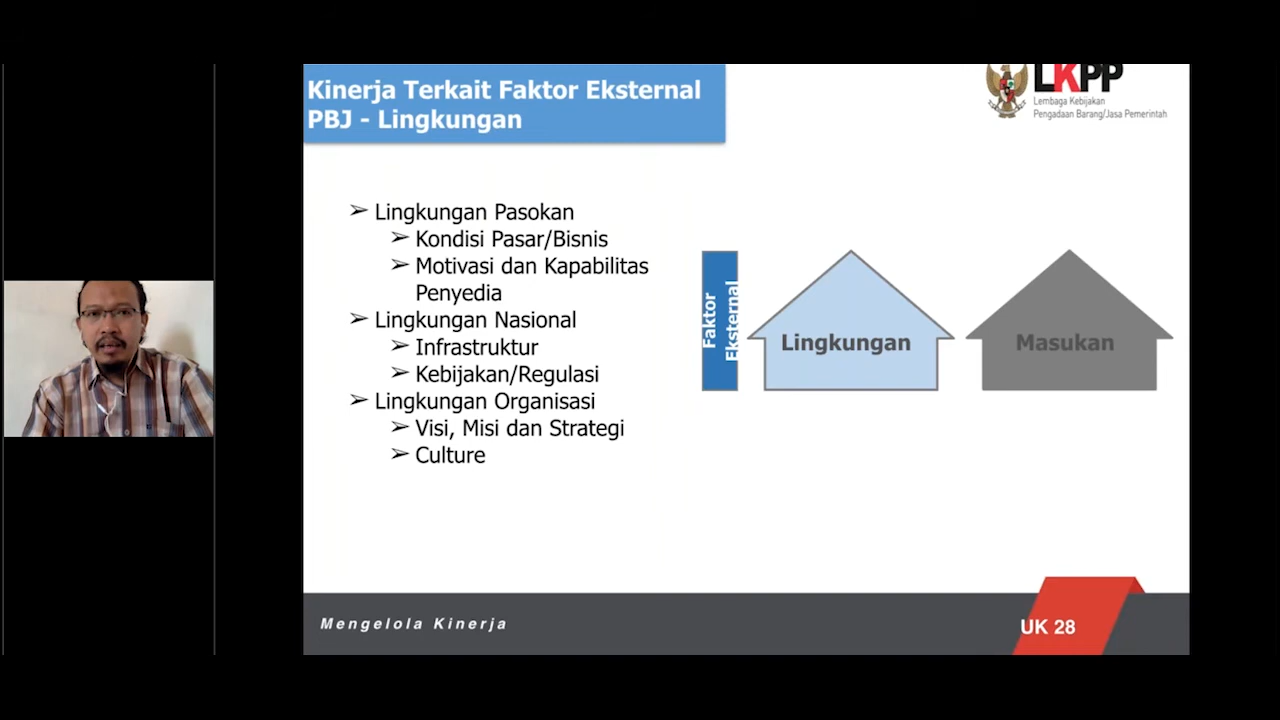 Kinerja Terkait Faktor Eksternal
PBJ - Lingkungan
LKPP
Lembaga Kebijakan
Pengadaan Barang/Jasa Pemerintah
➢ Lingkungan Pasokan
➢ Kondisi Pasar/Bisnis
➢ Motivasi dan Kapabilitas
Penyedia
➢ Lingkungan Nasional
➢ Infrastruktur
➢ Kebijakan/Regulasi
➢ Lingkungan Organisasi
➢ Visi, Misi dan Strategi
➢ Culture
Faktor
Eksternal
Lingkungan
Masukan
Mengelola Kinerja
UK 28